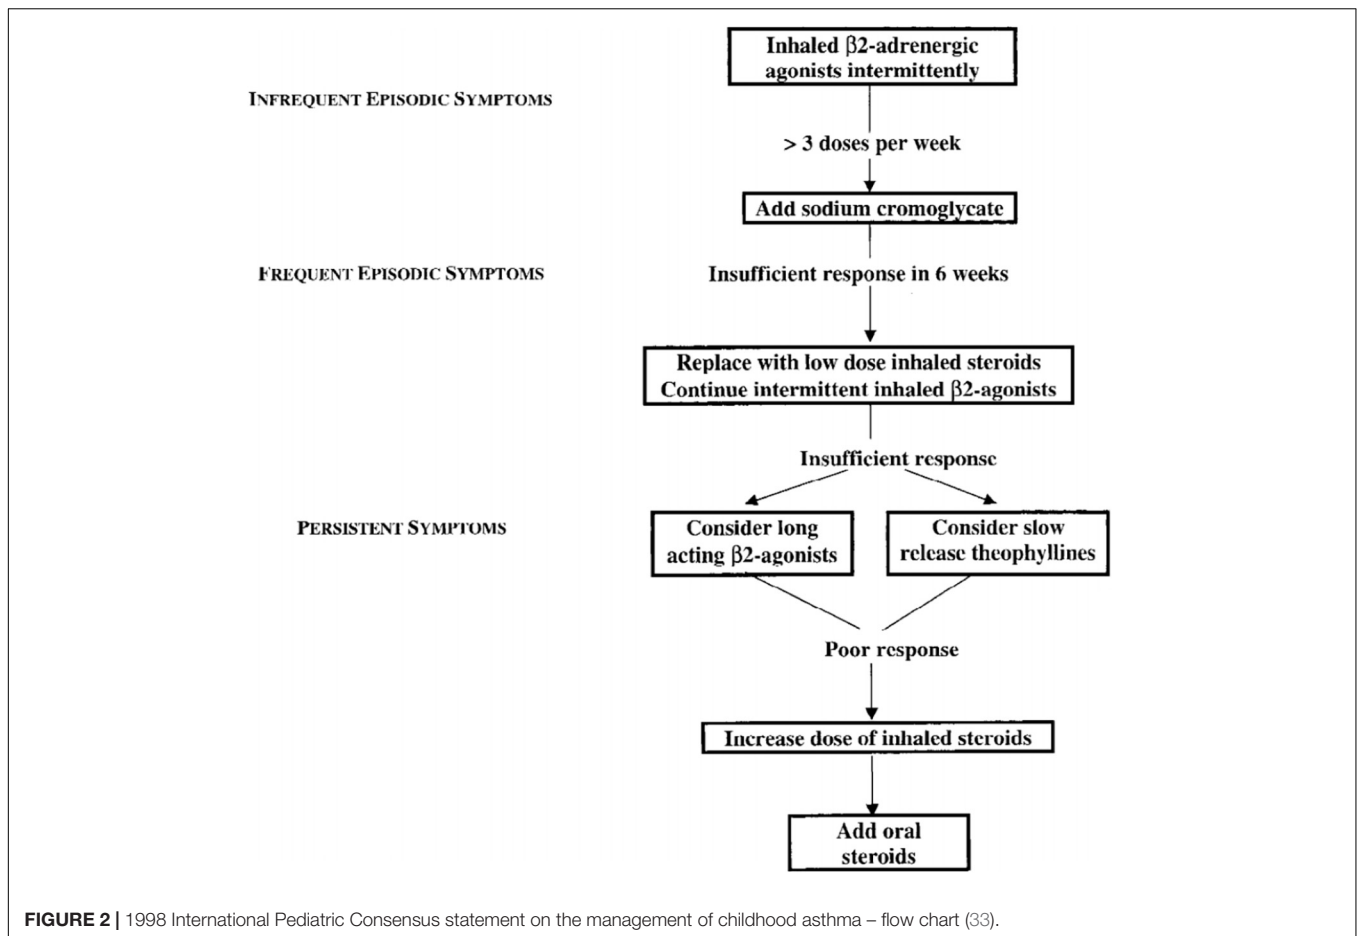 Inhaled β2-adrenergic
agonists intermittently
INFREQUENT EPISODIC SYMPTOMS
> 3 doses per week
Add sodium cromoglycate
FREQUENT EPISODIC SYMPTOMS
Insufficient response in 6 weeks
Replace with low dose inhaled steroids
Continue intermittent inhaled β2-agonists
Insufficient response
PERSISTENT SYMPTOMS
Consider long
acting β2-agonists
Consider slow
release theophyllines
Poor response
Increase dose of inhaled steroids
Add oral
steroids
FIGURE 2 | 1998 International Pediatric Consensus statement on the management of childhood asthma – flow chart (33).